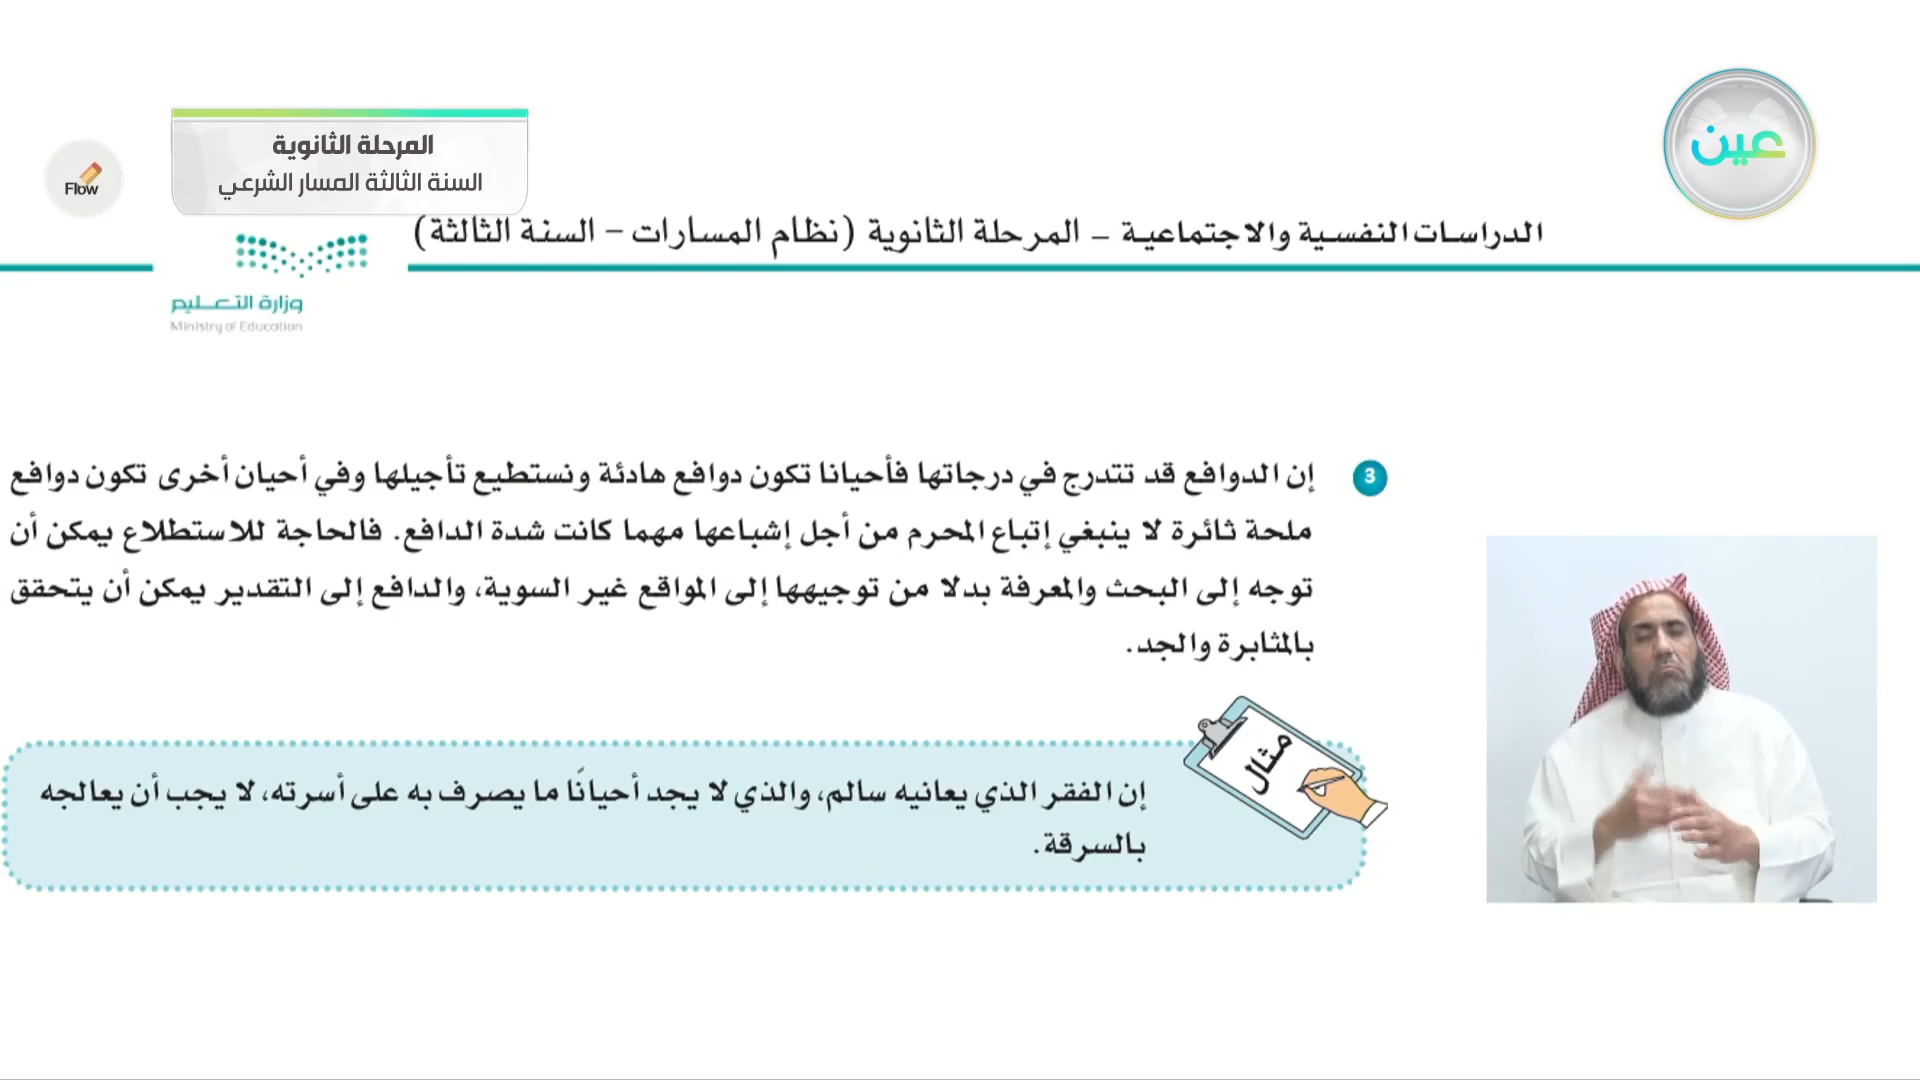 عين
المرحلة الثانوية
السنة الثالثة المسار الشرعي
Flow
الدراسات النفسية والاجتماعية – المرحلة الثانوية (نظام المسارات – السنة الثالثة)
وزارة التعليم
Ministry of Education
3
إن الدوافع قد تتدرج في درجاتها فأحيانا تكون دوافع هادئة ونستطيع تأجيلها وفي أحيان أخرى تكون دوافع
ملحة ثائرة لا ينبغي إتباع المحرم من أجل إشباعها مهما كانت شدة الدافع. فالحاجة للاستطلاع يمكن أن
توجه إلى البحث والمعرفة بدلا من توجيهها إلى المواقع غير السوية، والدافع إلى التقدير يمكن أن يتحقق
بالمثابرة والجد.
مثال
إن الفقر الذي يعانيه سالم، والذي لا يجد أحيانًا ما يصرف به على أسرته، لا يجب أن يعالجه
بالسرقة.